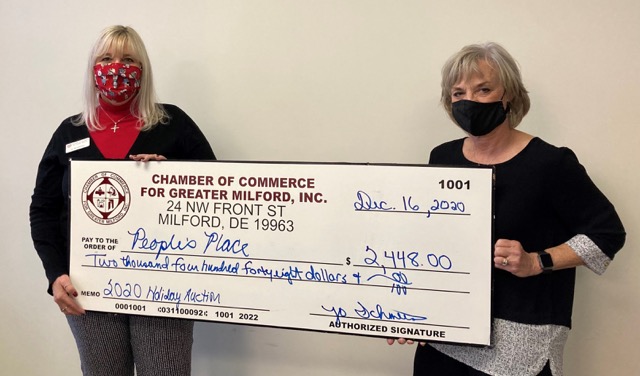 CHAMBER OF COMMERCE
FOR GREATER MILFORD, INC.
24 NW FRONT ST
MILFORD, DE 19963
1001
Dec. 16, 2020
PAY TO THE
ORDER OF People's Place $ 2,448.00
Two thousand four hundred forty eight dollars & 00/100
MEMO 2020 Holiday Auction
0001001 031100092 1001 2022
AUTHORIZED SIGNATURE